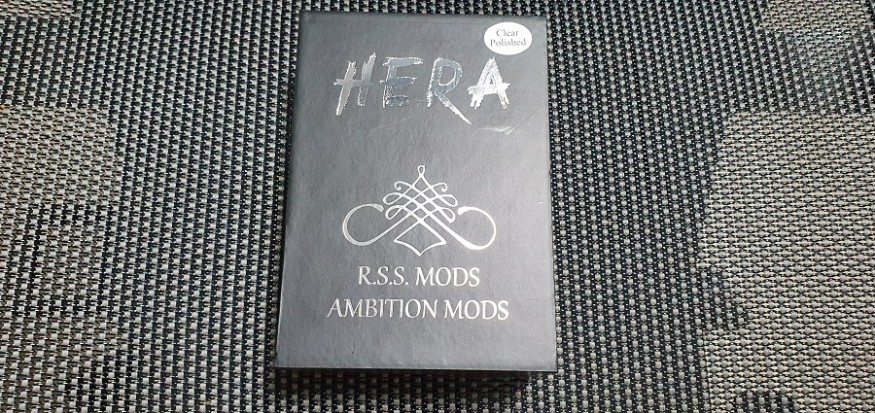 Clear
Polished
HERA
R.S.S. MODS
AMBITION MODS